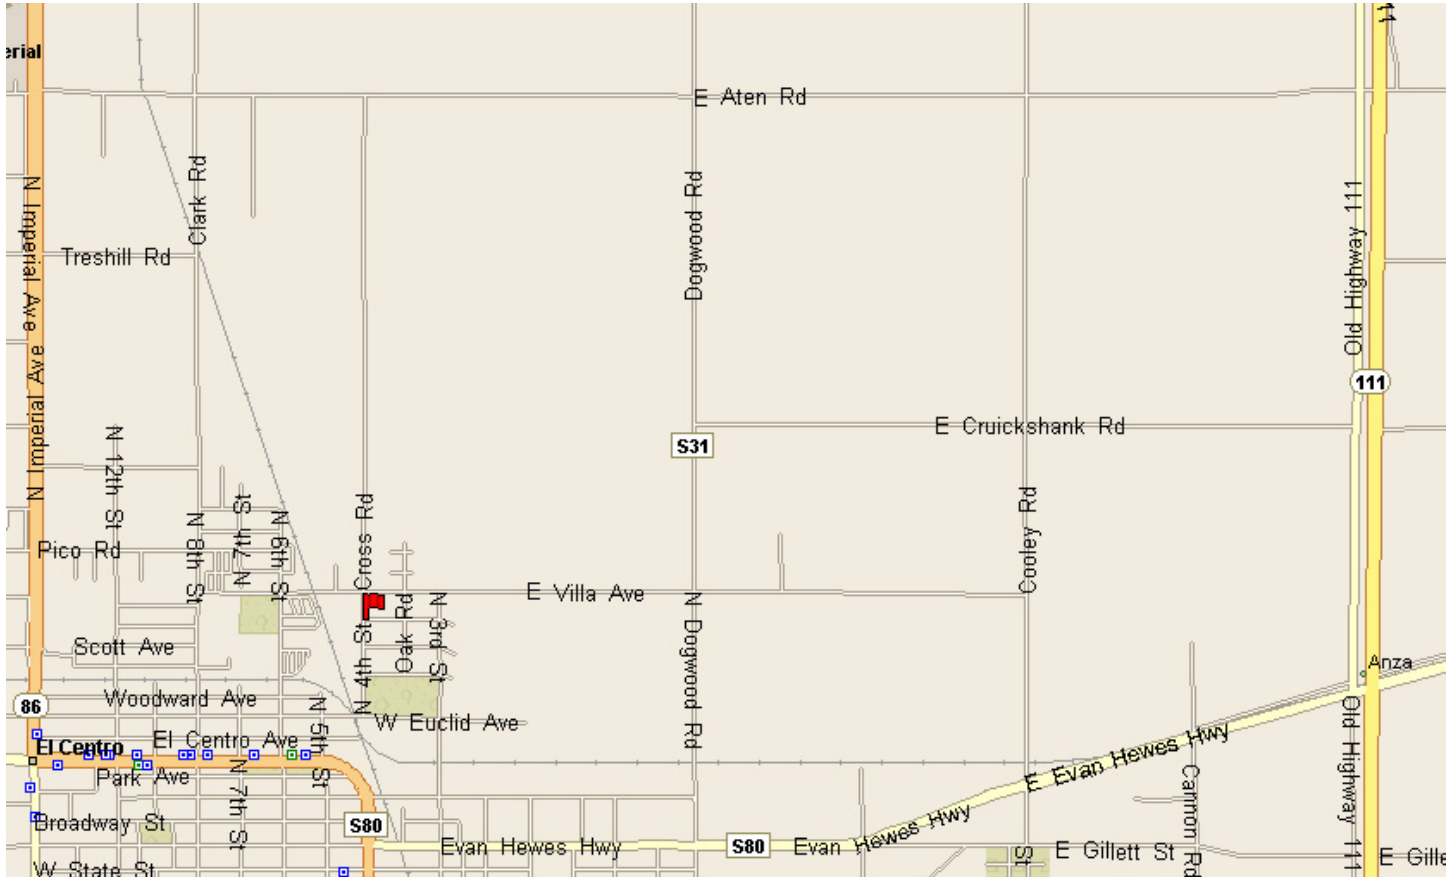 11
erial
E Aten Rd
N Imperial Ave
Clark Rd
Dogwood Rd
Old Highway 111
Treshill Rd
N Imperial Ave
111
E Cruickshank Rd
S31
N 12th St
N 8th St
N 7th St
N 6th St
Cross Rd
Cooley Rd
Pico Rd
E Villa Ave
N 4th St
Oak Rd
N 3rd St
N Dogwood Rd
Scott Ave
Anza
Woodward Ave
86
N 5th St
W Euclid Ave
El Centro
El Centro Ave
E Evan Hewes Hwy
Old Highway 111
Park Ave
N 7th St
Cannon Rd
Broadway St
S80
Evan Hewes Hwy
S80
Evan Hewes Hwy
St
E Gillett St
E Gille
W State St